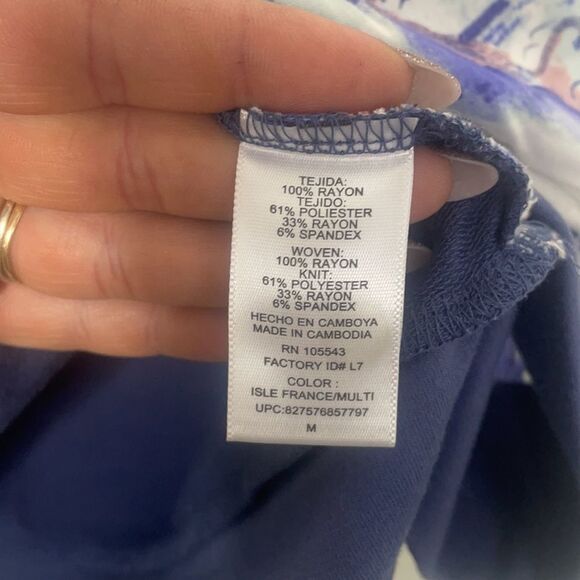 TEJIDA:
100% RAYON
TEJIDO:
61% POLIESTER
33% RAYON
6% SPANDEX
WOVEN:
100% RAYON
KNIT:
61% POLYESTER
33% RAYON
6% SPANDEX
HECHO EN CAMBOYA
MADE IN CAMBODIA
RN 105543
FACTORY ID# L7
COLOR :
ISLE FRANCE/MULTI
UPC:827576857797
M